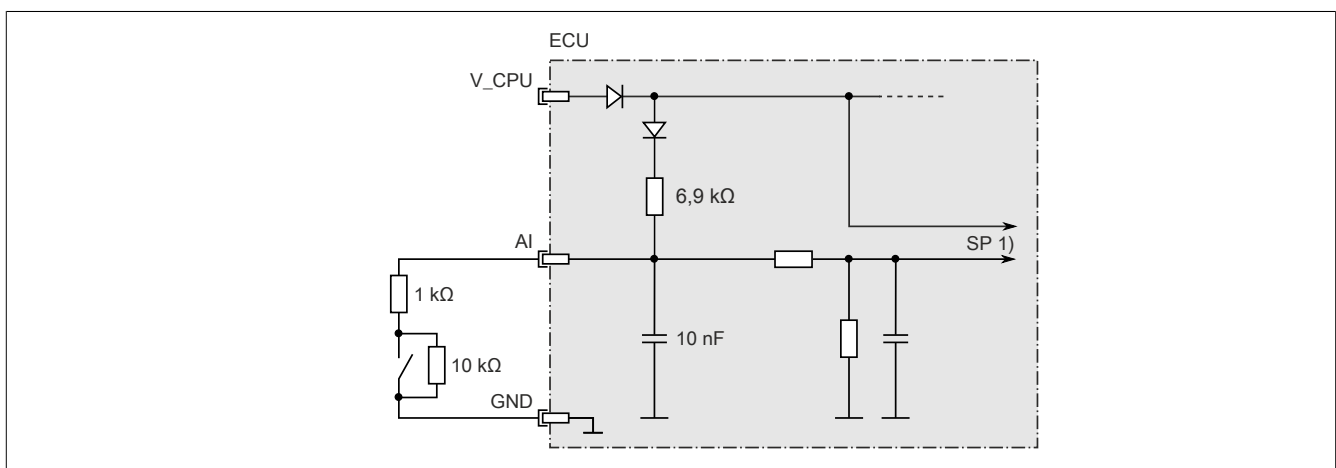 ECU
V_CPU
6,9 kΩ
AI
SP 1)
1 kΩ
10 nF
10 kΩ
GND